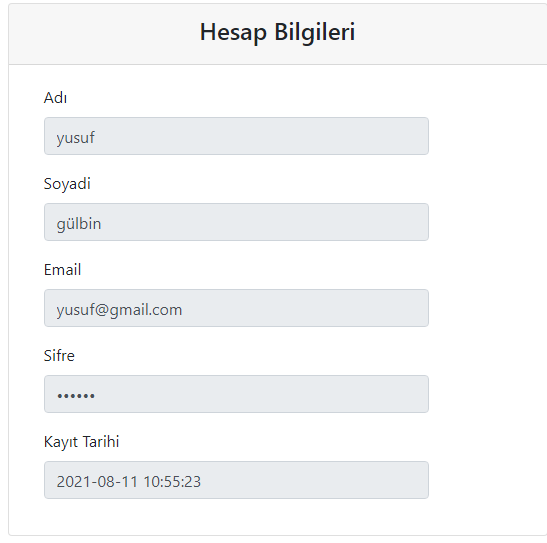 Hesap Bilgileri
Adı
yusuf
Soyadi
gülbin
Email
yusuf@gmail.com
Sifre
••••••
Kayıt Tarihi
2021-08-11 10:55:23